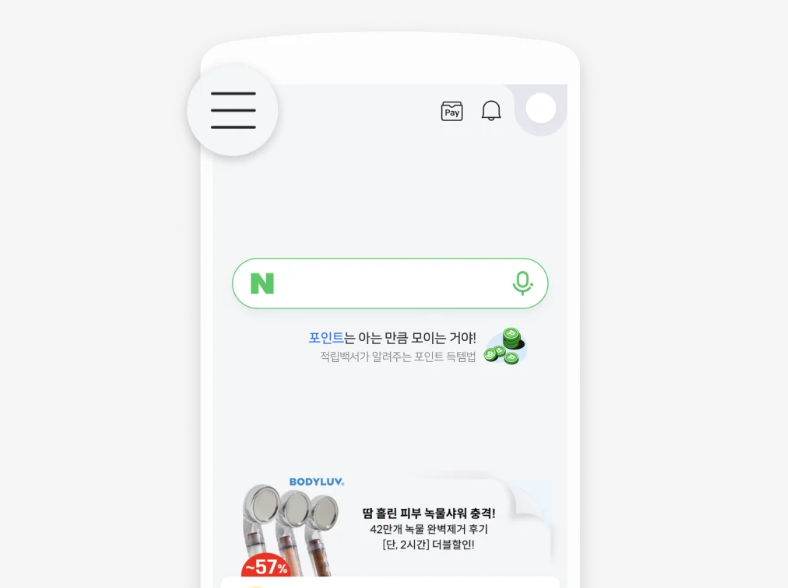 Pay
N
포인트는 아는 만큼 모이는 거야!
적립백서가 알려주는 포인트 득템법
BODYLUV.
땀 흘린 피부 녹물샤워 충격!
42만개 녹물 완벽제거 후기
[단, 2시간] 더블할인!
~57%